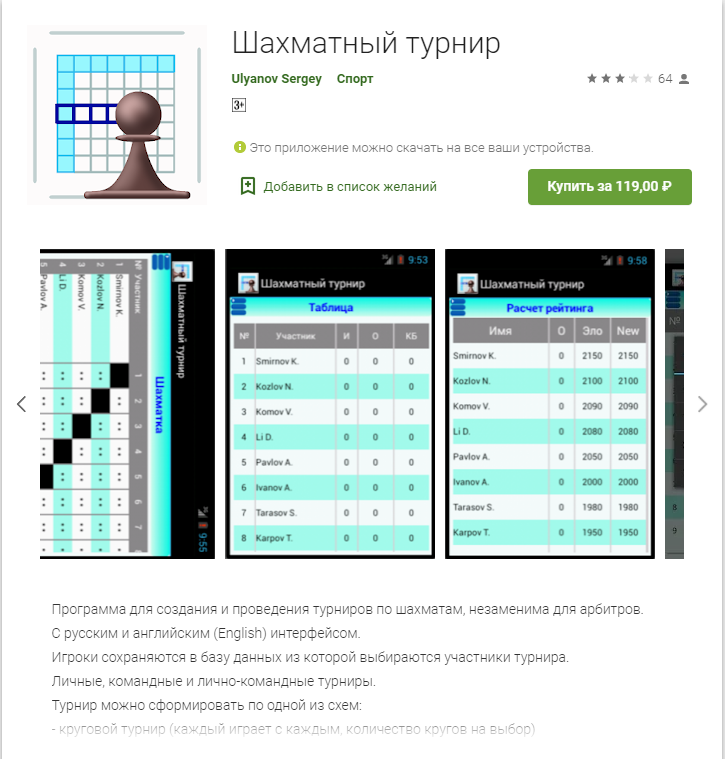 Шахматный турнир
Ulyanov Sergey Спорт
64
3+
Это приложение можно скачать на все ваши устройства.
Добавить в список желаний
Купить за 119,00 ₽
Шахматный турнир
Шахматка
№ Участник 1 2 3 4 5 6 7
1 Smirnov K.
2 Kozlov N.
3 Komov V.
4 Li D.
5 Pavlov A.
3G 9:55
3G 9:53
Шахматный турнир
Таблица
№ Участник И О КБ
1 Smirnov K. 0 0 0
2 Kozlov N. 0 0 0
3 Komov V. 0 0 0
4 Li D. 0 0 0
5 Pavlov A. 0 0 0
6 Ivanov A. 0 0 0
7 Tarasov S. 0 0 0
8 Karpov T. 0 0 0
3G 9:58
Шахматный турнир
Расчет рейтинга
Имя О Эло New
Smirnov K. 0 2150 2150
Kozlov N. 0 2100 2100
Komov V. 0 2090 2090
Li D. 0 2080 2080
Pavlov A. 0 2050 2050
Ivanov A. 0 2000 2000
Tarasov S. 0 1980 1980
Karpov T. 0 1950 1950
№
8
9
Программа для создания и проведения турниров по шахматам, незаменима для арбитров.
С русским и английским (English) интерфейсом.
Игроки сохраняются в базу данных из которой выбираются участники турнира.
Личные, командные и лично-командные турниры.
Турнир можно сформировать по одной из схем:
- круговой турнир (каждый играет с каждым, количество кругов на выбор)